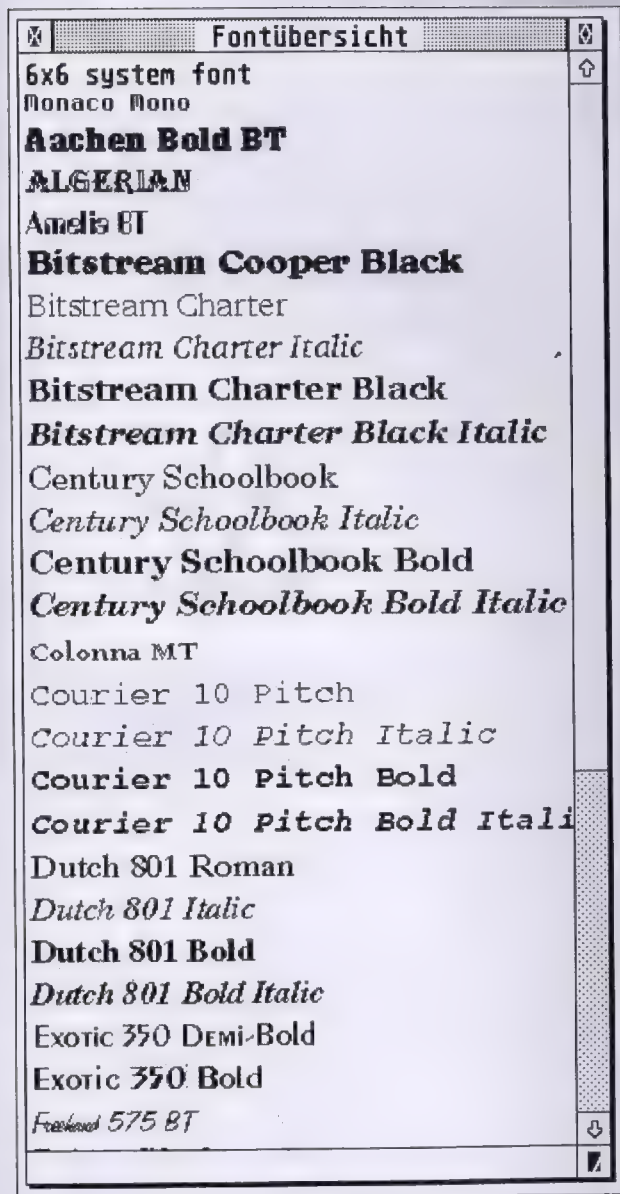 Fontübersicht
6x6 system font
Monaco Mono
Aachen Bold BT
ALGERIAN
Amelia BT
Bitstream Cooper Black
Bitstream Charter
Bitstream Charter Italic
Bitstream Charter Black
Bitstream Charter Black Italic
Century Schoolbook
Century Schoolbook Italic
Century Schoolbook Bold
Century Schoolbook Bold Italic
Colonna MT
Courier 10 Pitch
Courier 10 Pitch Italic
Courier 10 Pitch Bold
Courier 10 Pitch Bold Itali
Dutch 801 Roman
Dutch 801 Italic
Dutch 801 Bold
Dutch 801 Bold Italic
Exotic 350 Demi-Bold
Exotic 350 Bold
Freehand 575 BT